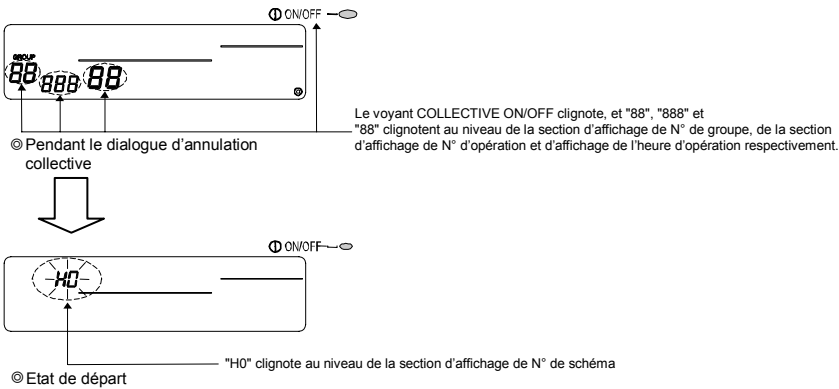 ON/OFF
GROUP
88 888 88
Le voyant COLLECTIVE ON/OFF clignote, et "88", "888" et
"88" clignotent au niveau de la section d'affichage de N° de groupe, de la section
d'affichage de N° d'opération et d'affichage de l'heure d'opération respectivement.
◎ Pendant le dialogue d'annulation
collective
ON/OFF
H0
"H0" clignote au niveau de la section d'affichage de N° de schéma
◎ Etat de départ